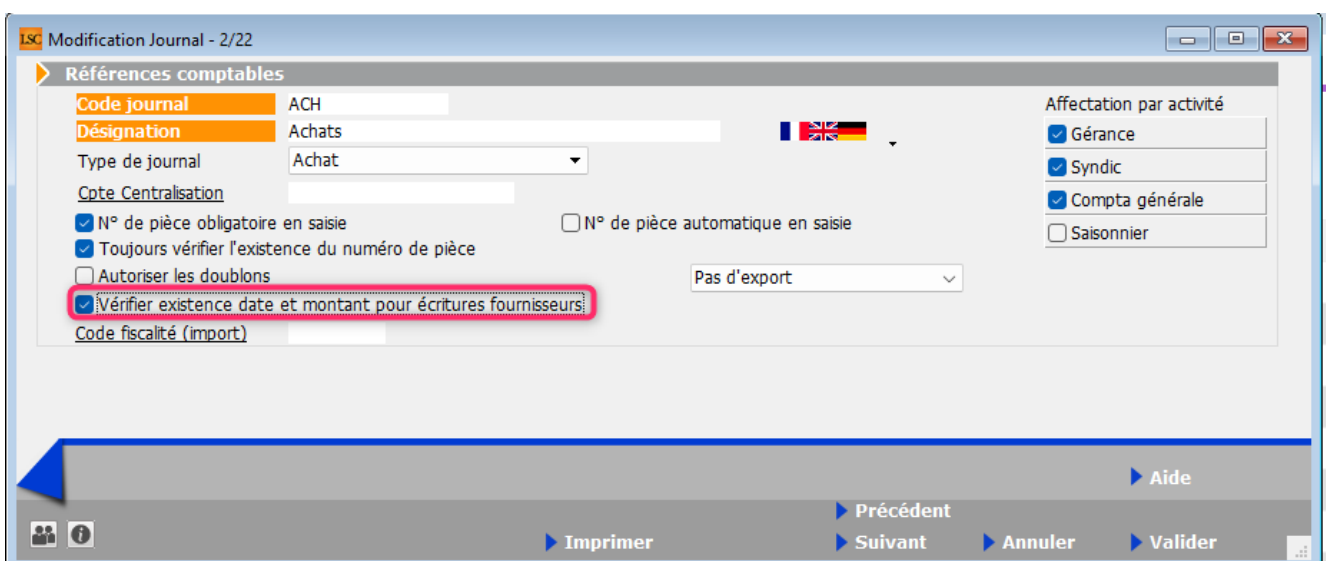 LSC Modification Journal - 2/22
Références comptables
Code journal ACH
Désignation Achats
Type de journal Achat
Cpte Centralisation
N° de pièce obligatoire en saisie N° de pièce automatique en saisie
Toujours vérifier l'existence du numéro de pièce
Autoriser les doublons Pas d'export
Vérifier existence date et montant pour écritures fournisseurs
Code fiscalité (import)
Affectation par activité
Gérance
Syndic
Compta générale
Saisonnier
Aide
Précédent
Imprimer Suivant Annuler Valider